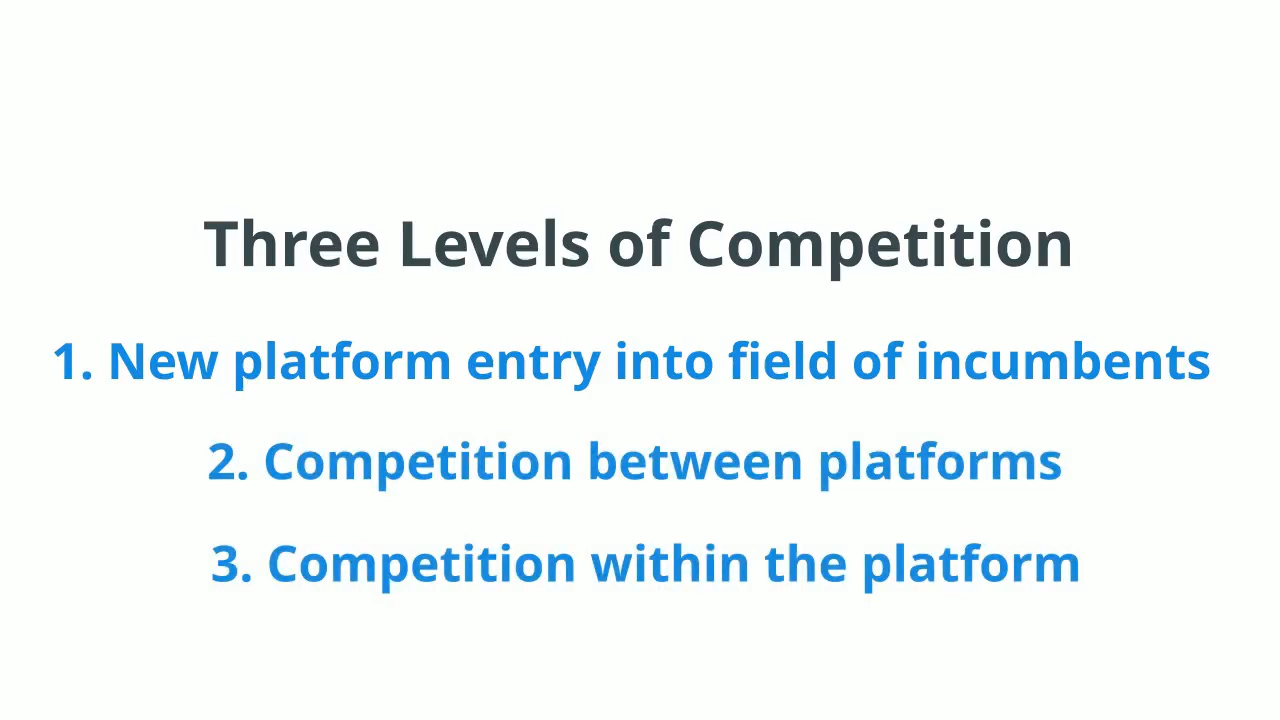 Three Levels of Competition
1. New platform entry into field of incumbents
2. Competition between platforms
3. Competition within the platform